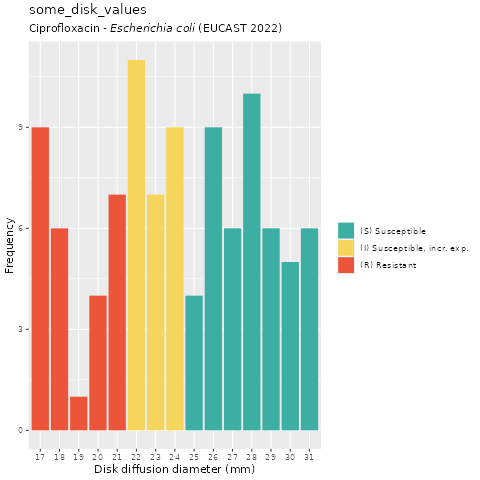 some_disk_values
Ciprofloxacin - Escherichia coli (EUCAST 2022)
Frequency
9
6
3
0
17 18 19 20 21 22 23 24 25 26 27 28 29 30 31
Disk diffusion diameter (mm)
(S) Susceptible
(I) Susceptible, incr. exp.
(R) Resistant